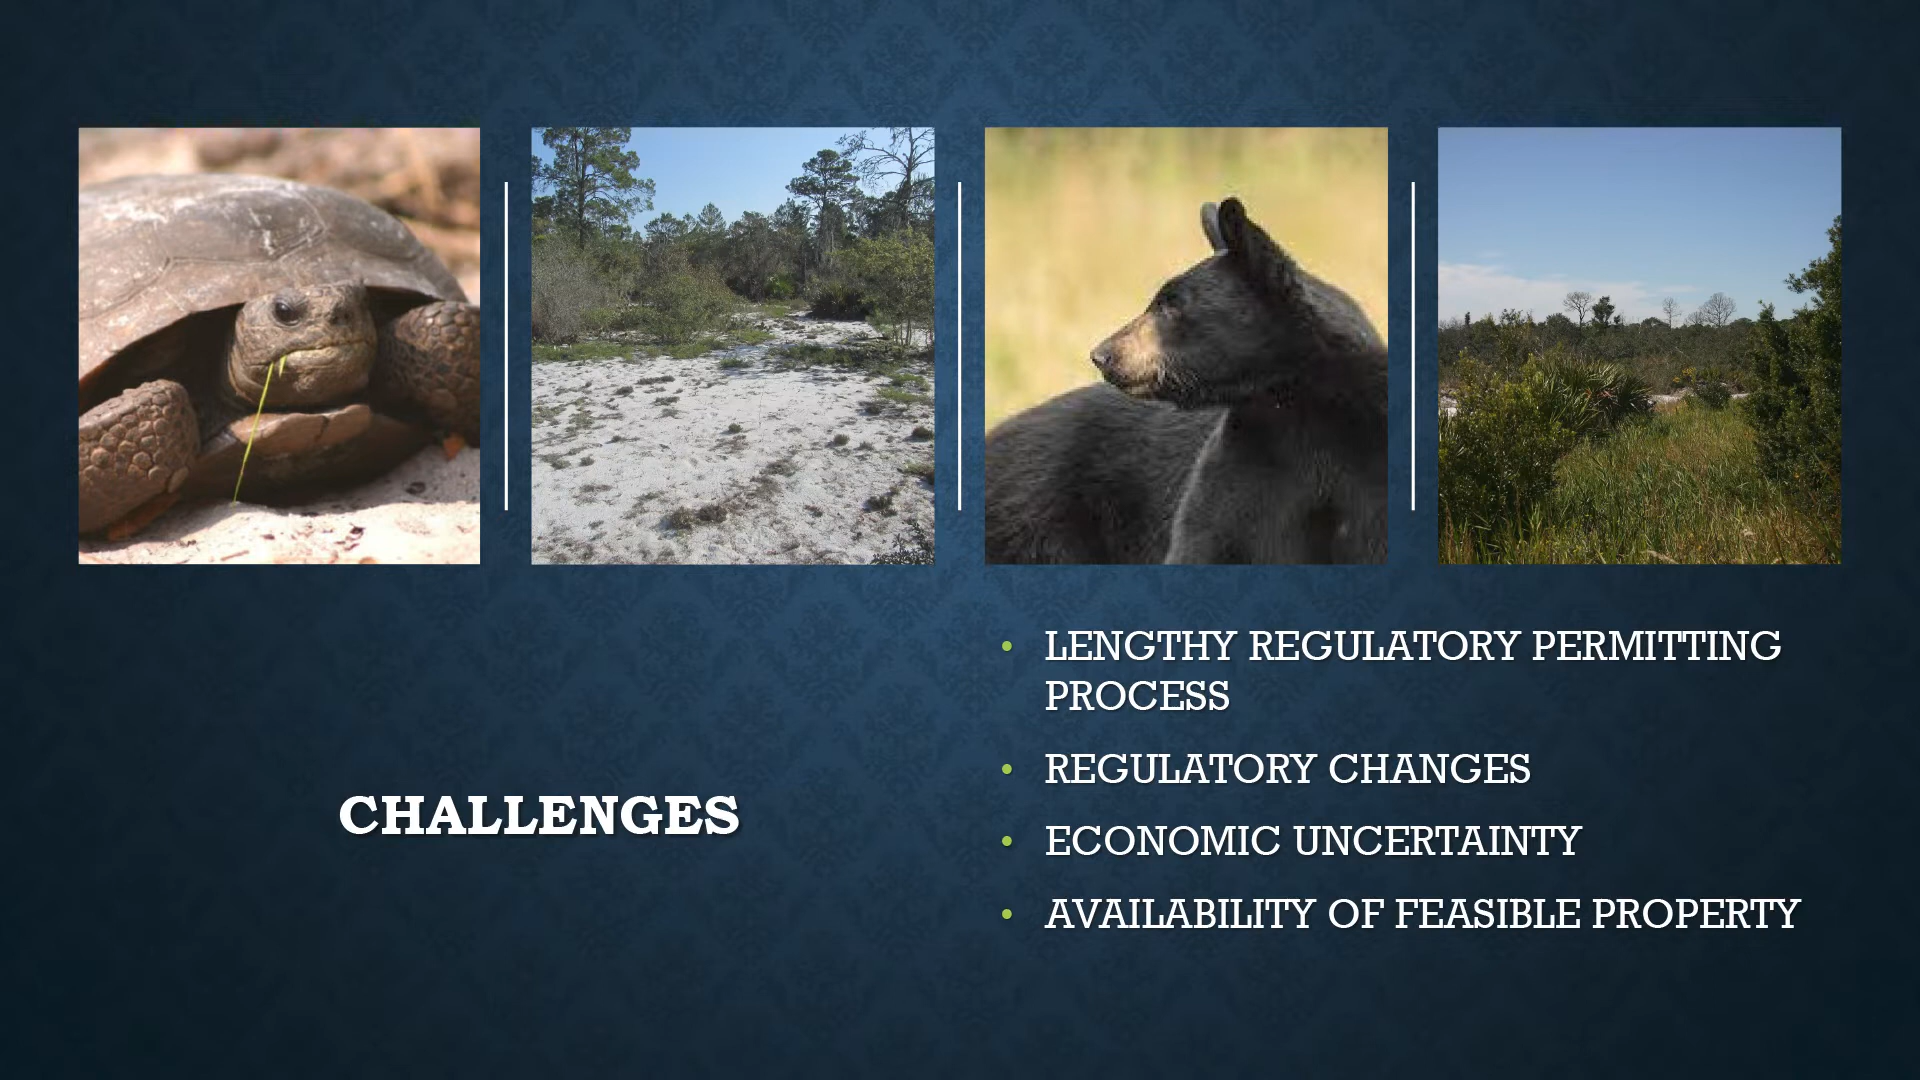 CHALLENGES
• LENGTHY REGULATORY PERMITTING
PROCESS
• REGULATORY CHANGES
• ECONOMIC UNCERTAINTY
• AVAILABILITY OF FEASIBLE PROPERTY